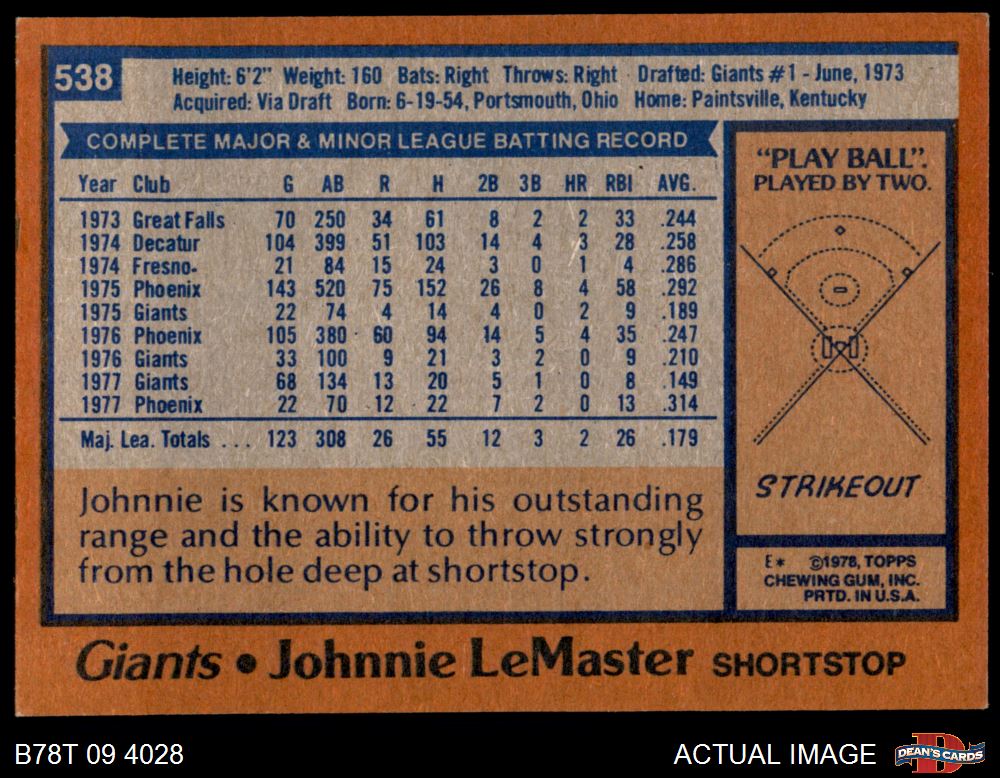 538
Height: 6'2" Weight: 160 Bats: Right Throws: Right Drafted: Giants #1 - June, 1973
Acquired: Via Draft Born: 6-19-54, Portsmouth, Ohio Home: Paintsville, Kentucky
COMPLETE MAJOR & MINOR LEAGUE BATTING RECORD
Year Club G AB R H 2B 3B HR RBI AVG.
1973 Great Falls 70 250 34 61 8 2 2 33 .244
1974 Decatur 104 399 51 103 14 4 3 28 .258
1974 Fresno 21 84 15 24 3 0 1 4 .286
1975 Phoenix 143 520 75 152 26 8 4 58 .292
1975 Giants 22 74 4 14 4 0 2 9 .189
1976 Phoenix 105 380 60 94 14 5 4 35 .247
1976 Giants 33 100 9 21 3 2 0 9 .210
1977 Giants 68 134 13 20 5 1 0 8 .149
1977 Phoenix 22 70 12 22 7 2 0 13 .314
Maj. Lea. Totals ... 123 308 26 55 12 3 2 26 .179
Johnnie is known for his outstanding
range and the ability to throw strongly
from the hole deep at shortstop.
"PLAY BALL".
PLAYED BY TWO.
STRIKEOUT
E* ©1978, TOPPS
CHEWING GUM, INC.
PRTD. IN U.S.A.
Giants • Johnnie LeMaster SHORTSTOP
B78T 09 4028
ACTUAL IMAGE
DEAN'S CARDS